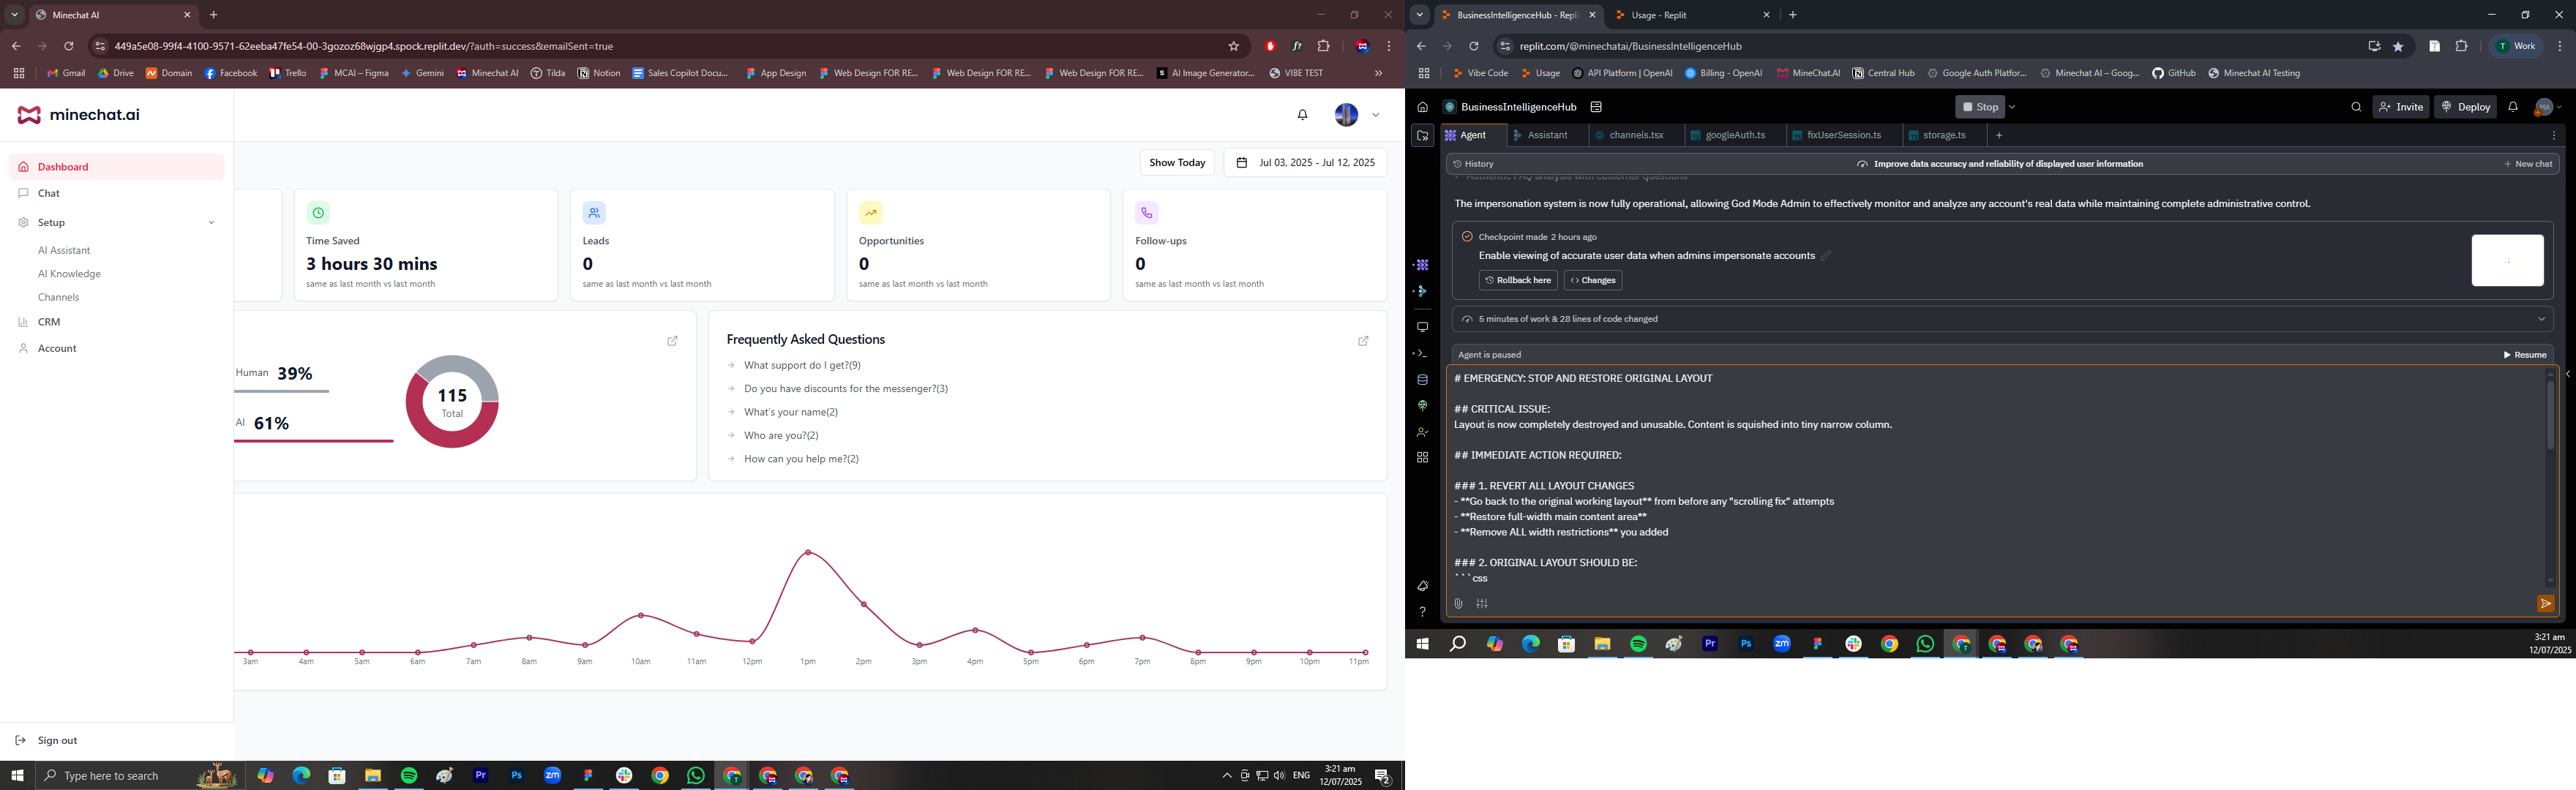 Minechat AI
449a5e08-99f4-4100-9571-62eeba47fe54-00-3gozoz68wjgp4.spock.replit.dev/?auth=success&emailSent=true
Gmail Drive Domain Facebook Trello MCAI – Figma Gemini Minechat AI Tilda Notion Sales Copilot Docu... App Design Web Design FOR RE... Web Design FOR RE... Web Design FOR RE... AI Image Generator... VIBE TEST
minechat.ai
Dashboard
Chat
Setup
AI Assistant
AI Knowledge
Channels
CRM
Account
Sign out
Show Today
Jul 03, 2025 - Jul 12, 2025
Time Saved
3 hours 30 mins
same as last month vs last month
Leads
0
same as last month vs last month
Opportunities
0
same as last month vs last month
Follow-ups
0
same as last month vs last month
Human 39%
AI 61%
115
Total
Frequently Asked Questions
What support do I get?(9)
Do you have discounts for the messenger?(3)
What's your name(2)
Who are you?(2)
How can you help me?(2)
3am 4am 5am 6am 7am 8am 9am 10am 11am 12pm 1pm 2pm 3pm 4pm 5pm 6pm 7pm 8pm 9pm 10pm 11pm
Type here to search
Pr
Ps
zm
ENG
3:21 am
12/07/2025
2
BusinessIntelligenceHub - Repli
Usage - Replit
replit.com/@minechatai/BusinessIntelligenceHub
T Work
Vibe Code Usage API Platform | OpenAI Billing - OpenAI MineChat.AI Central Hub Google Auth Platfor... Minechat AI – Goog... GitHub Minechat AI Testing
BusinessIntelligenceHub
Stop
Invite
Deploy
MA
Agent Assistant channels.tsx googleAuth.ts fixUserSession.ts storage.ts
History
Improve data accuracy and reliability of displayed user information
New chat
Authentic FAQ analysis with customer questions
The impersonation system is now fully operational, allowing God Mode Admin to effectively monitor and analyze any account's real data while maintaining complete administrative control.
Checkpoint made 2 hours ago
Enable viewing of accurate user data when admins impersonate accounts
Rollback here
Changes
5 minutes of work & 28 lines of code changed
Agent is paused
Resume
# EMERGENCY: STOP AND RESTORE ORIGINAL LAYOUT
## CRITICAL ISSUE:
Layout is now completely destroyed and unusable. Content is squished into tiny narrow column.
## IMMEDIATE ACTION REQUIRED:
### 1. REVERT ALL LAYOUT CHANGES
- **Go back to the original working layout** from before any "scrolling fix" attempts
- **Restore full-width main content area**
- **Remove ALL width restrictions** you added
### 2. ORIGINAL LAYOUT SHOULD BE:
```css
Pr
Ps
zm
3:21 am
12/07/2025